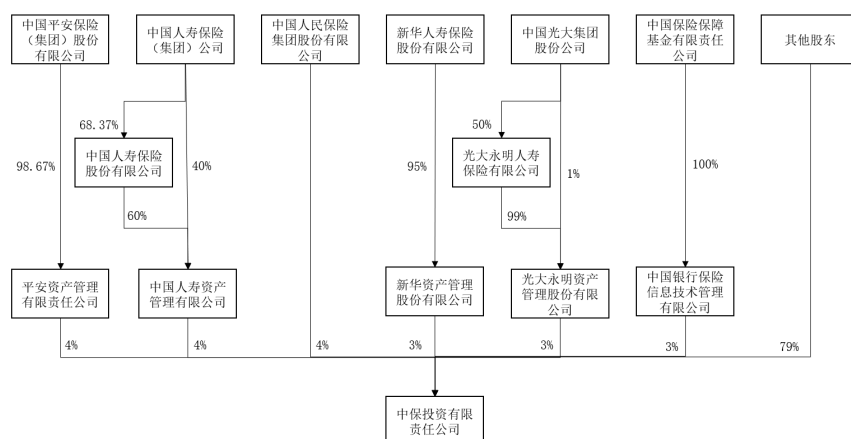 中国平安保险
（集团）股份
有限公司
中国人寿保险
（集团）公司
中国人民保险
集团股份有限
公司
新华人寿保险
股份有限公司
中国光大集团
股份公司
中国保险保障
基金有限责任
公司
其他股东
68.37%
50%
中国人寿保险
股份有限公司
光大永明人寿
保险有限公司
98.67%
40%
95%
1%
100%
60%
99%
平安资产管理
有限责任公司
中国人寿资产
管理有限公司
新华资产管理
股份有限公司
光大永明资产
管理股份有限
公司
中国银行保险
信息技术管理
有限公司
4%
4%
4%
3%
3%
3%
79%
中保投资有限
责任公司